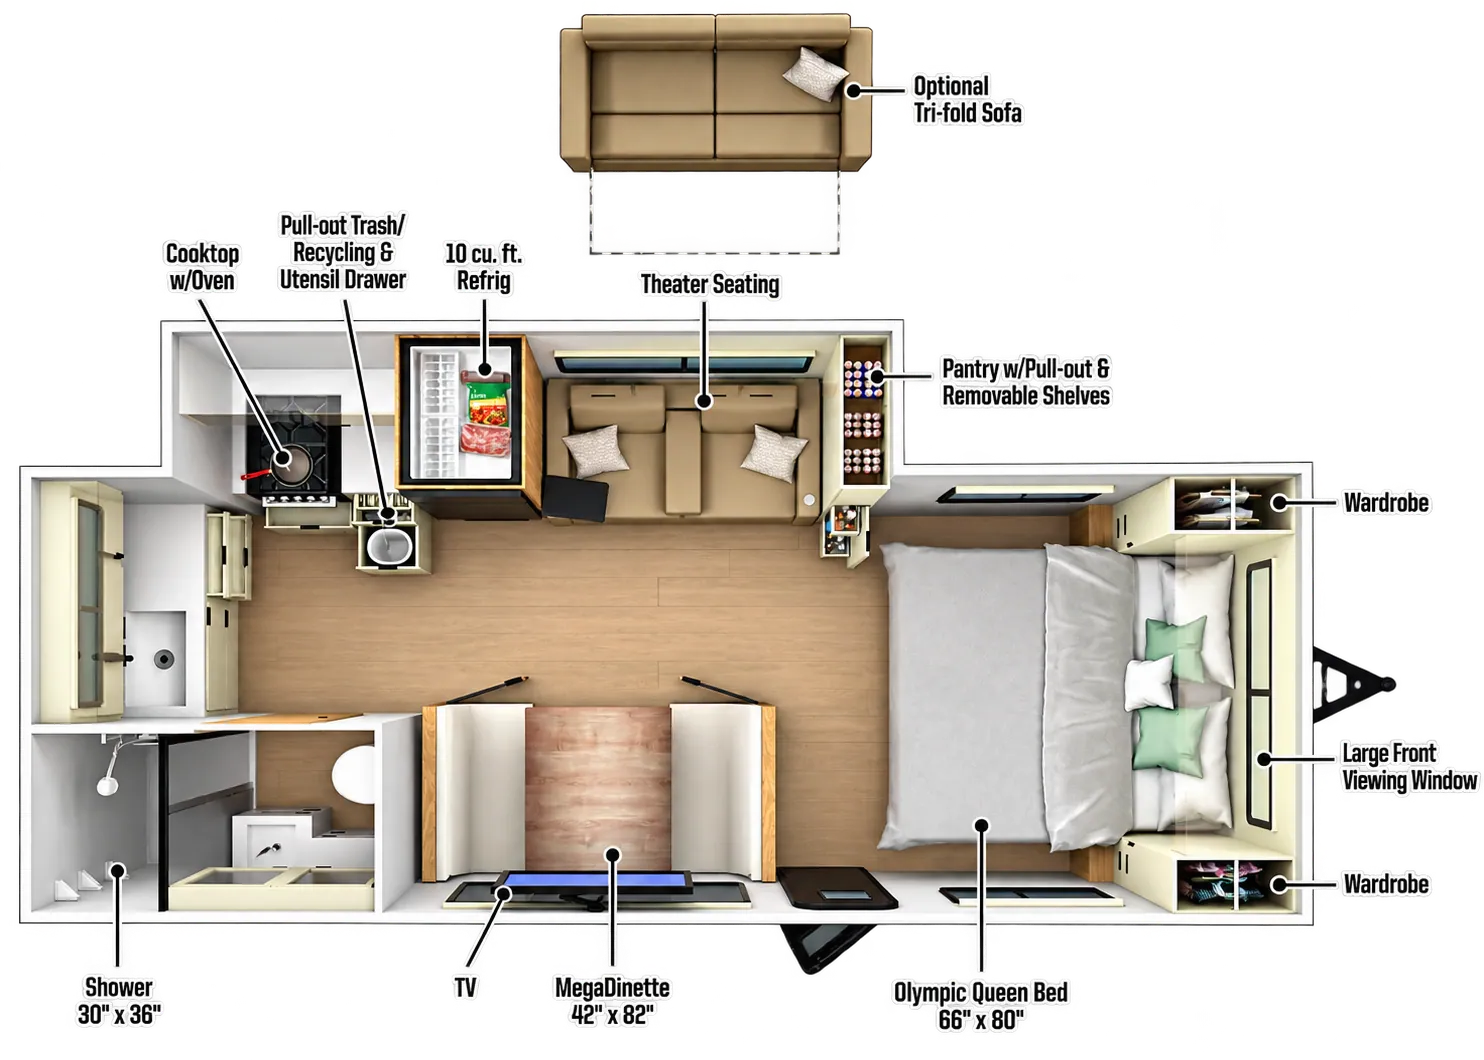 Optional
Tri-fold Sofa
Pull-out Trash/
Recycling &
Utensil Drawer
Cooktop
w/Oven
10 cu. ft.
Refrig
Theater Seating
Pantry w/Pull-out &
Removable Shelves
Wardrobe
Large Front
Viewing Window
Wardrobe
Shower
30" x 36"
TV
MegaDinette
42" x 82"
Olympic Queen Bed
66" x 80"